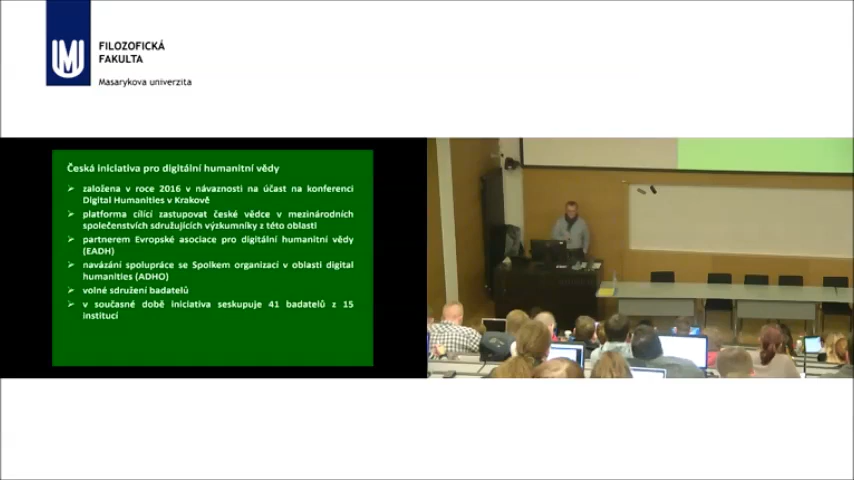 FILOZOFICKÁ
FAKULTA
Masarykova univerzita
Česká iniciativa pro digitální humanitní vědy
založena v roce 2016 v návaznosti na účast na konferenci
Digital Humanities v Krakově
platforma cílící zastupovat české vědce v mezinárodních
společenstvích sdružujících výzkumníky z této oblasti
partnerem Evropské asociace pro digitální humanitní vědy
(EADH)
navázání spolupráce se Spolkem organizací v oblasti digital
humanities (ADHO)
volné sdružení badatelů
v současné době iniciativa seskupuje 41 badatelů z 15
institucí